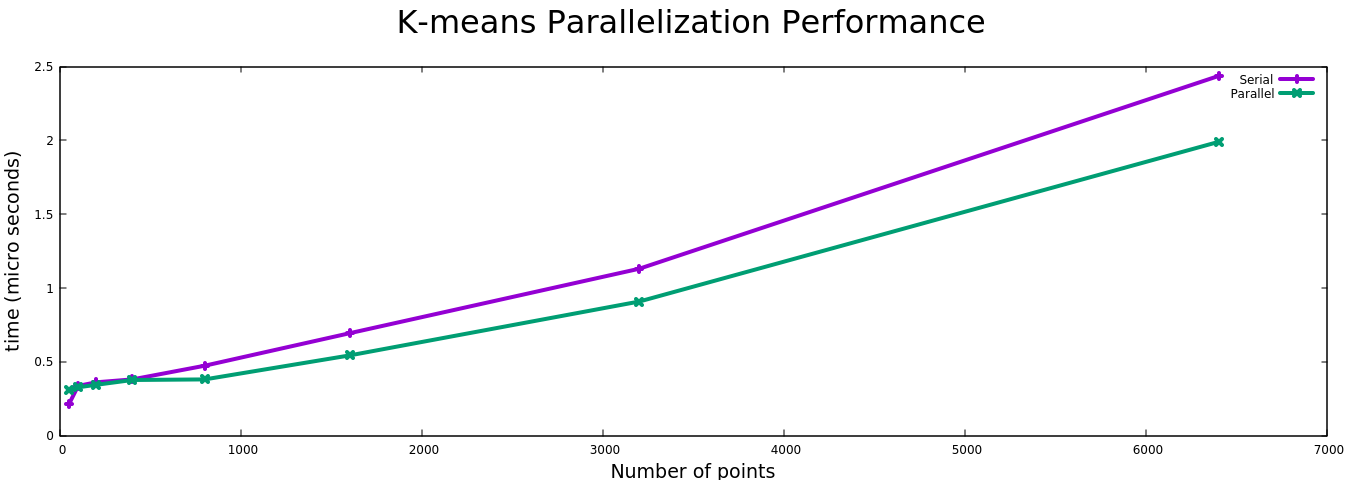 K-means Parallelization Performance
time (micro seconds)
2.5
2
1.5
1
0.5
0
Serial
Parallel
0 1000 2000 3000 4000 5000 6000 7000
Number of points